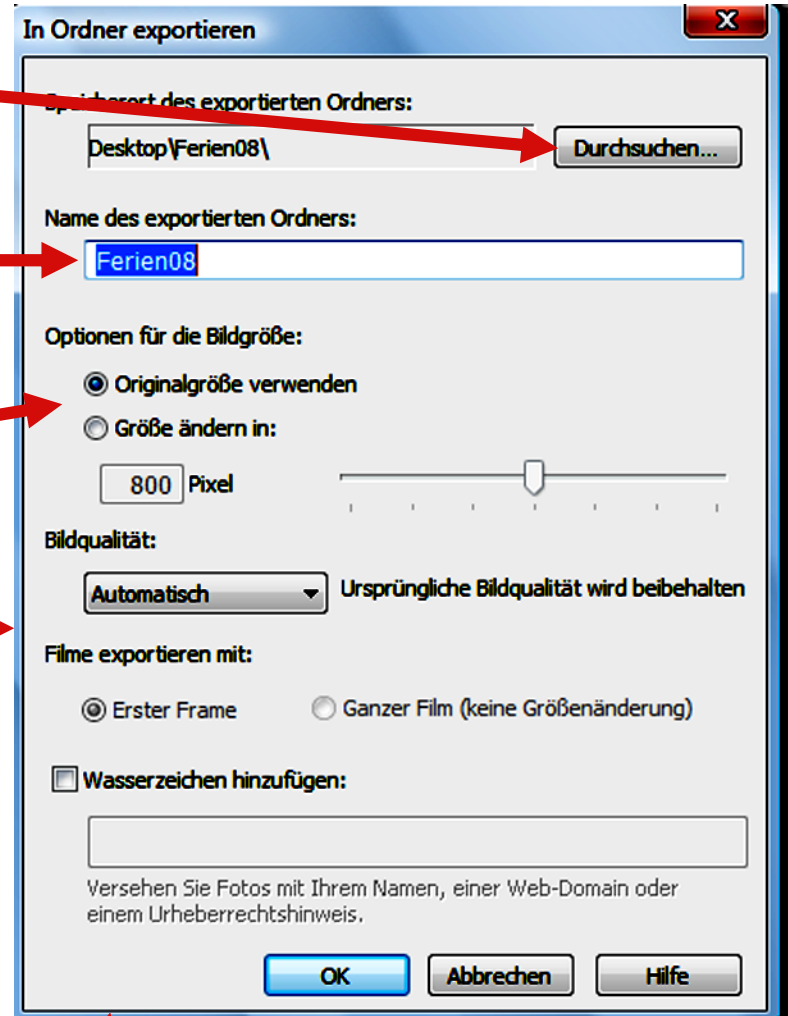 In Ordner exportieren
Speicherort des exportierten Ordners:
Desktop\Ferien08\
Durchsuchen...
Name des exportierten Ordners:
Ferien08
Optionen für die Bildgröße:
Originalgröße verwenden
Größe ändern in:
800 Pixel
Bildqualität:
Automatisch Ursprüngliche Bildqualität wird beibehalten
Filme exportieren mit:
Erster Frame Ganzer Film (keine Größenänderung)
Wasserzeichen hinzufügen:
Versehen Sie Fotos mit Ihrem Namen, einer Web-Domain oder
einem Urheberrechtshinweis.
OK Abbrechen Hilfe